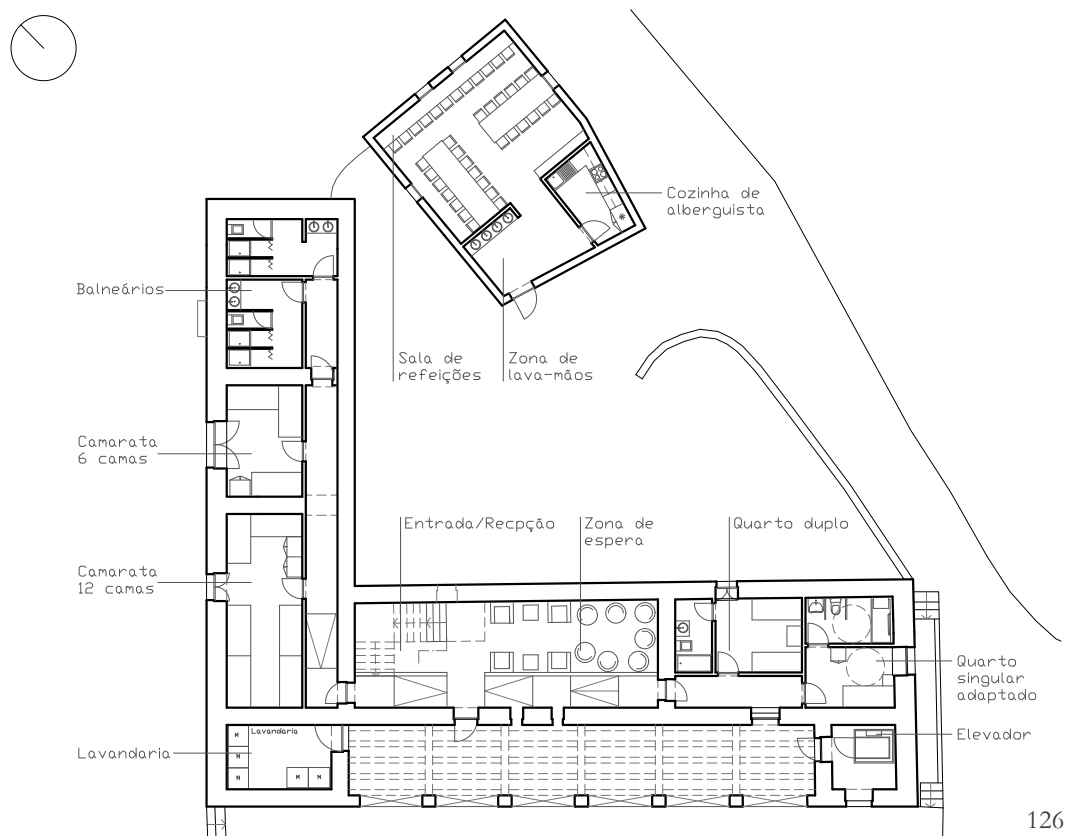 Cozinha de
alberguista
Balneários
Sala de
refeições
Zona de
lava-mãos
Camarata
6 camas
Entrada/Recpção
Zona de
espera
Quarto duplo
Camarata
12 camas
Quarto
singular
adaptado
Lavandaria
Lavandaria
M
M
M
M
M
Elevador
126